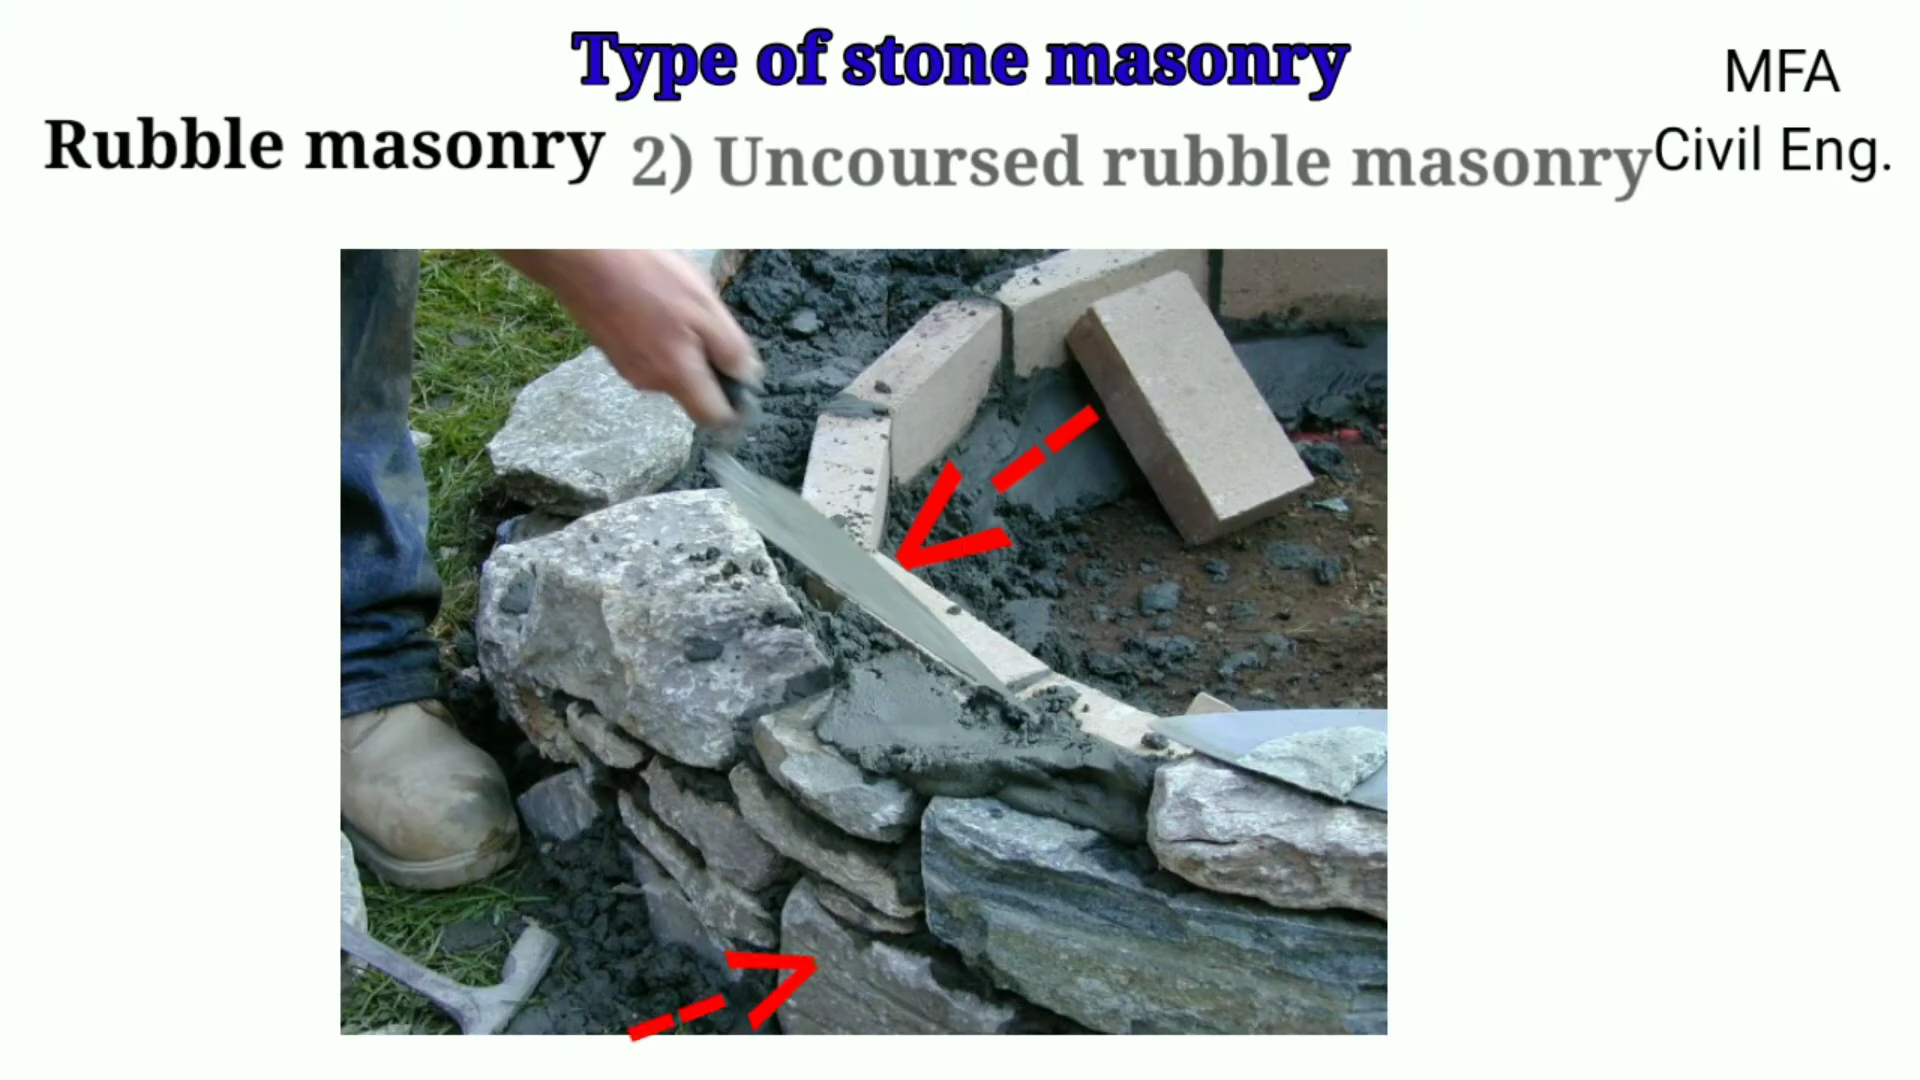 Type of stone masonry
MFA
Civil Eng.
Rubble masonry
2) Uncoursed rubble masonry